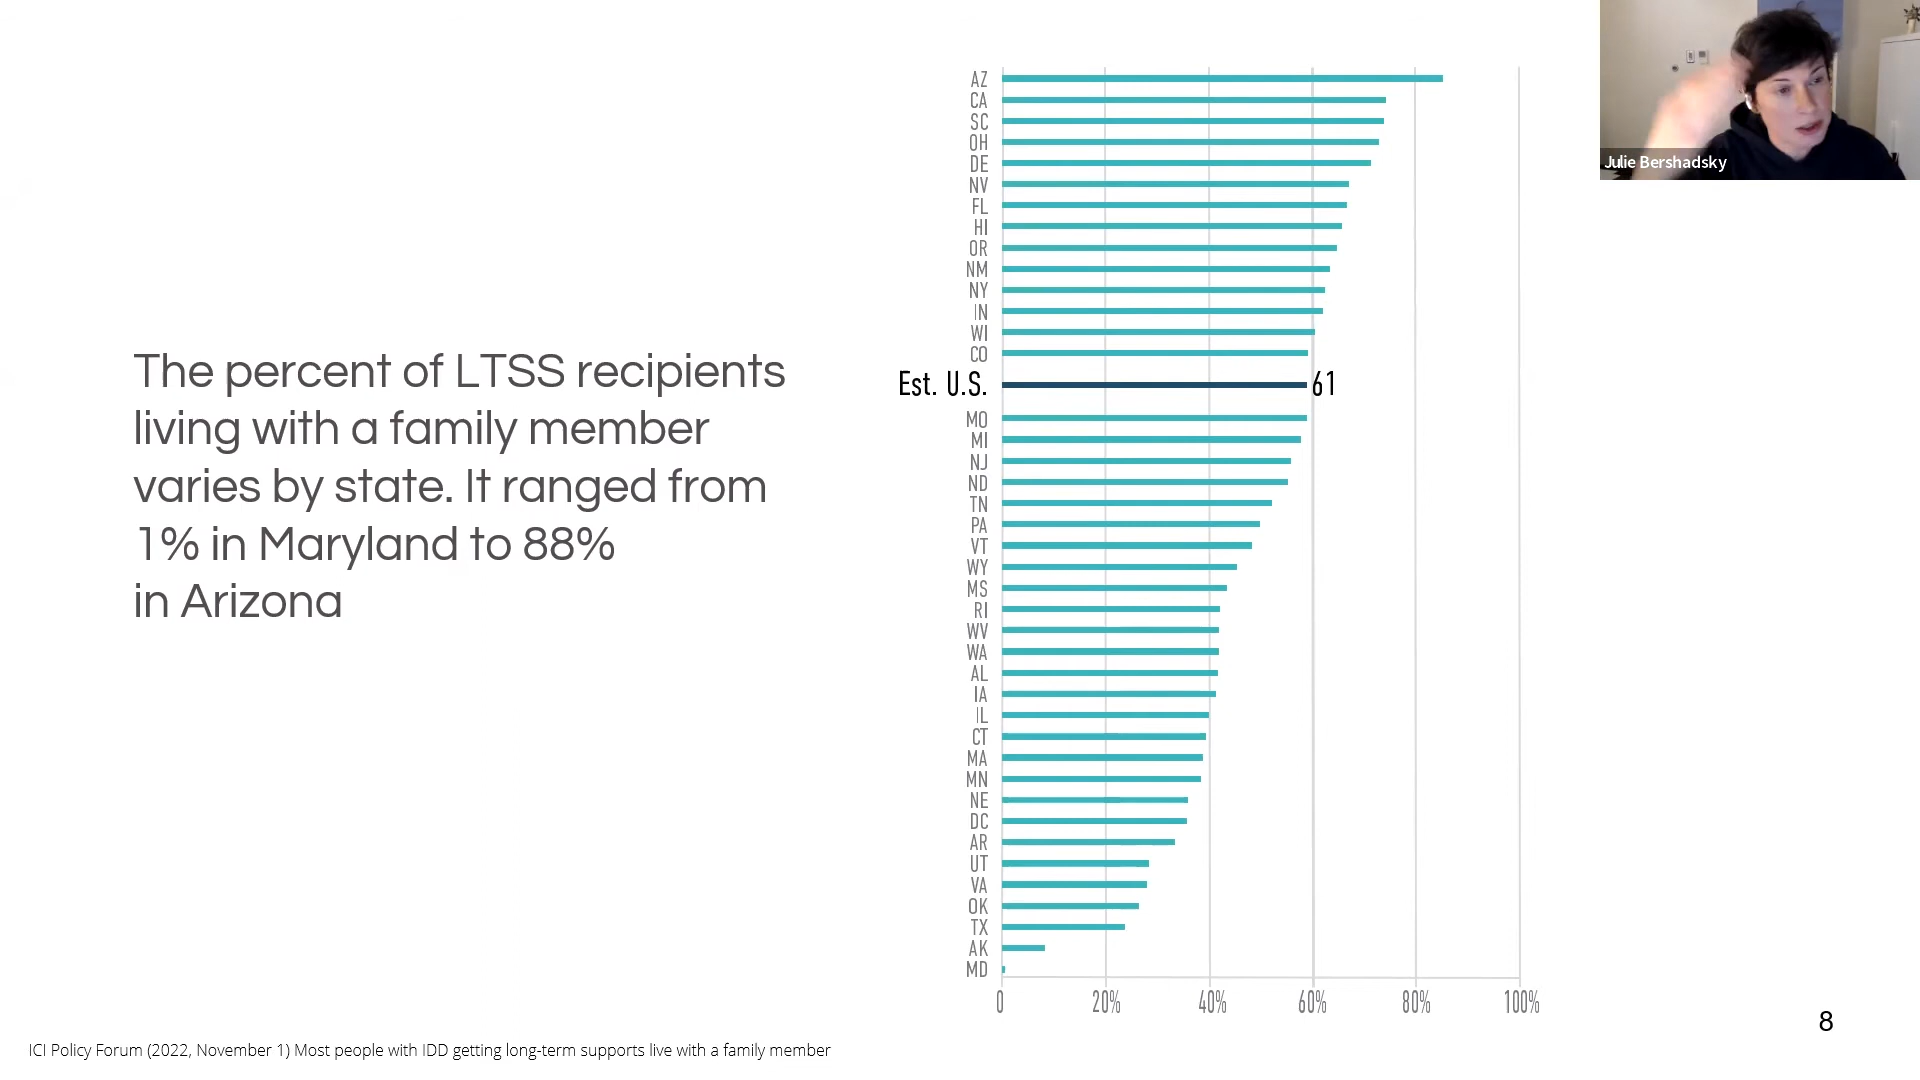 The percent of LTSS recipients
living with a family member
varies by state. It ranged from
1% in Maryland to 88%
in Arizona
AZ
CA
SC
OH
DE
NV
FL
HI
OR
NM
NY
IN
WI
CO
Est. U.S. 61
MO
MI
NJ
ND
TN
PA
VT
WY
MS
RI
WV
WA
AL
IA
IL
CT
MA
MN
NE
DC
AR
UT
VA
OK
TX
AK
MD
0 20% 40% 60% 80% 100%
Julie Bershadsky
8
ICI Policy Forum (2022, November 1) Most people with IDD getting long-term supports live with a family member